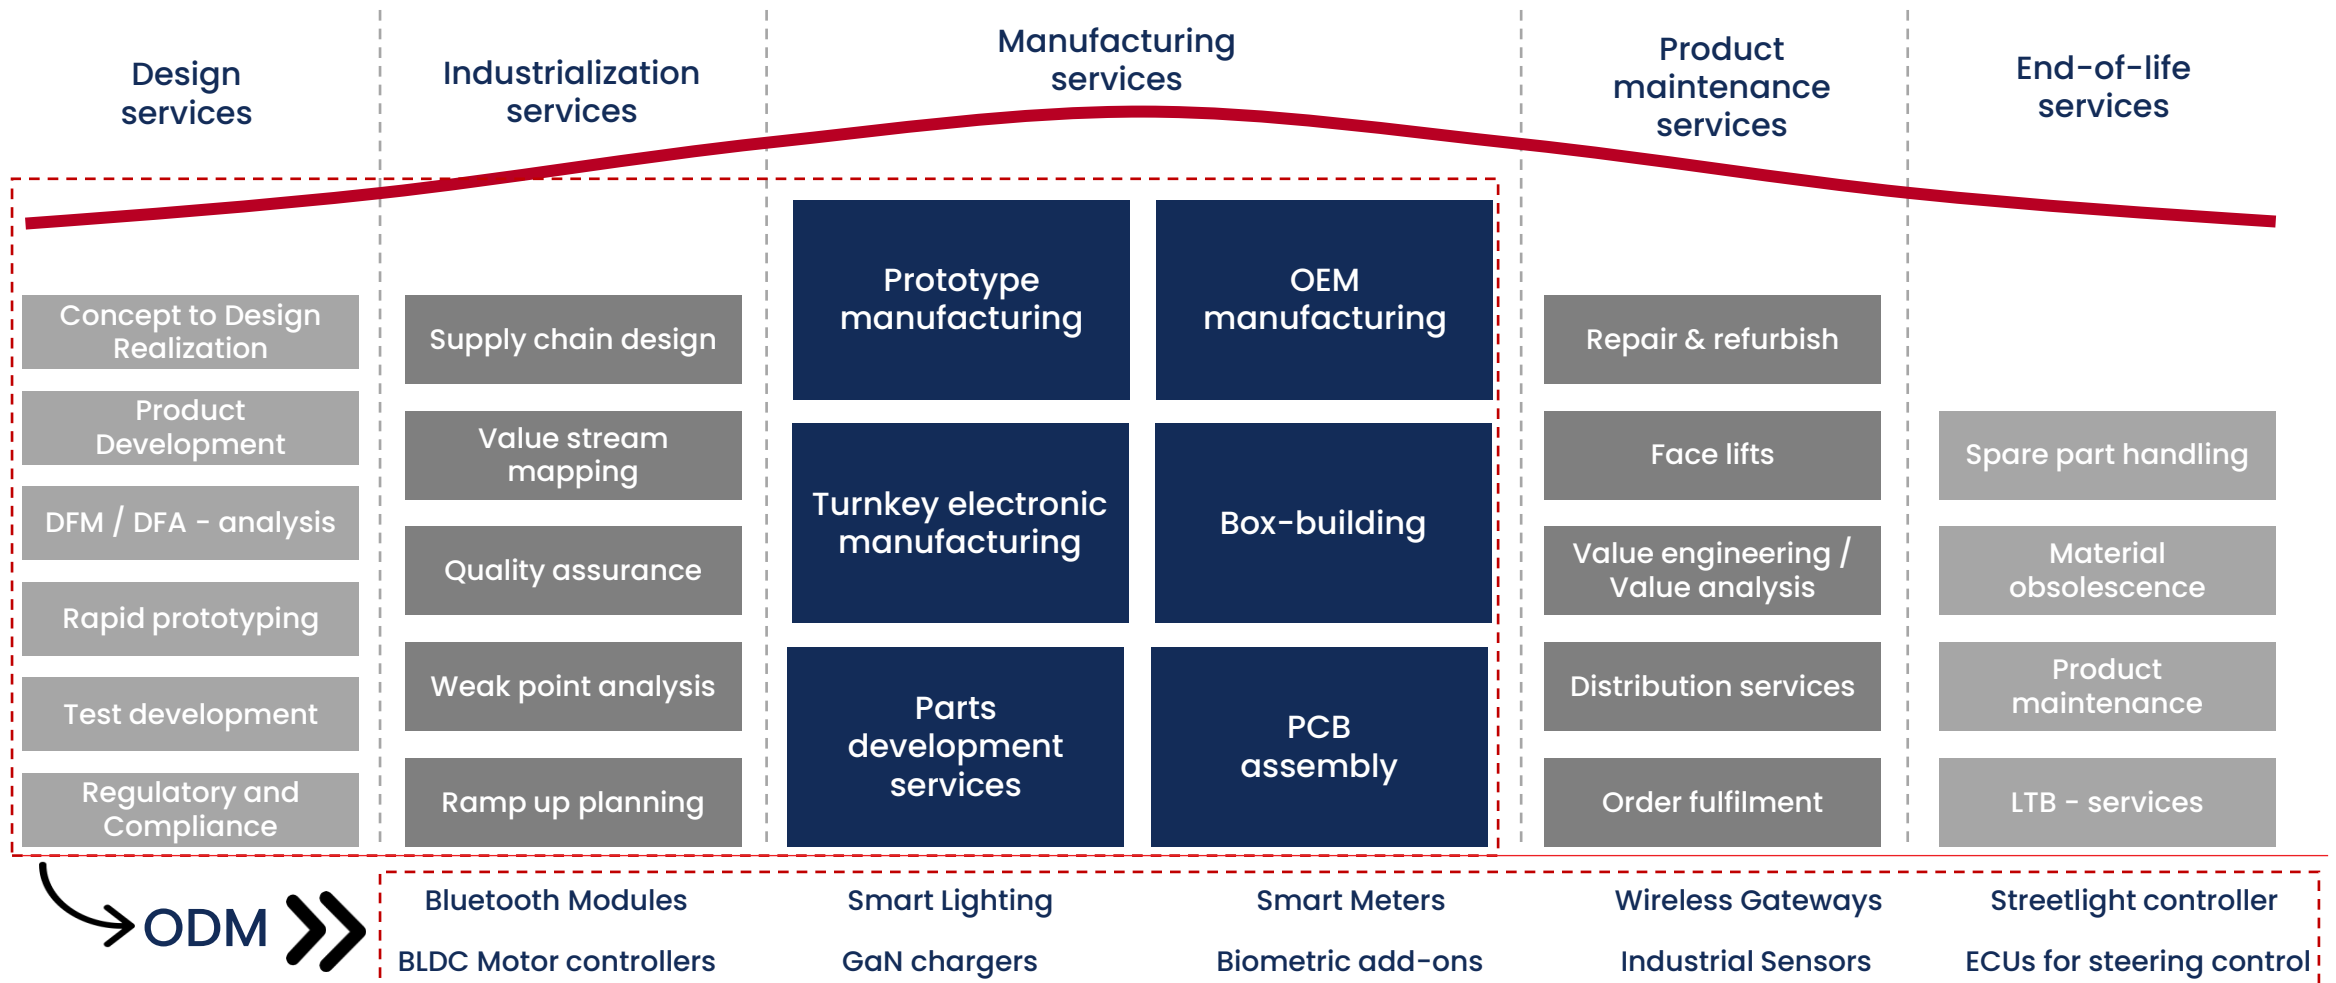 Design
services
Industrialization
services
Manufacturing
services
Product
maintenance
services
End-of-life
services
Concept to Design
Realization
Product
Development
DFM / DFA - analysis
Rapid prototyping
Test development
Regulatory and
Compliance
Supply chain design
Value stream
mapping
Quality assurance
Weak point analysis
Ramp up planning
Prototype
manufacturing
OEM
manufacturing
Turnkey electronic
manufacturing
Box-building
Parts
development
services
PCB
assembly
Repair & refurbish
Face lifts
Value engineering /
Value analysis
Distribution services
Order fulfilment
Spare part handling
Material
obsolescence
Product
maintenance
LTB - services
ODM
Bluetooth Modules
Smart Lighting
Smart Meters
Wireless Gateways
Streetlight controller
BLDC Motor controllers
GaN chargers
Biometric add-ons
Industrial Sensors
ECUs for steering control